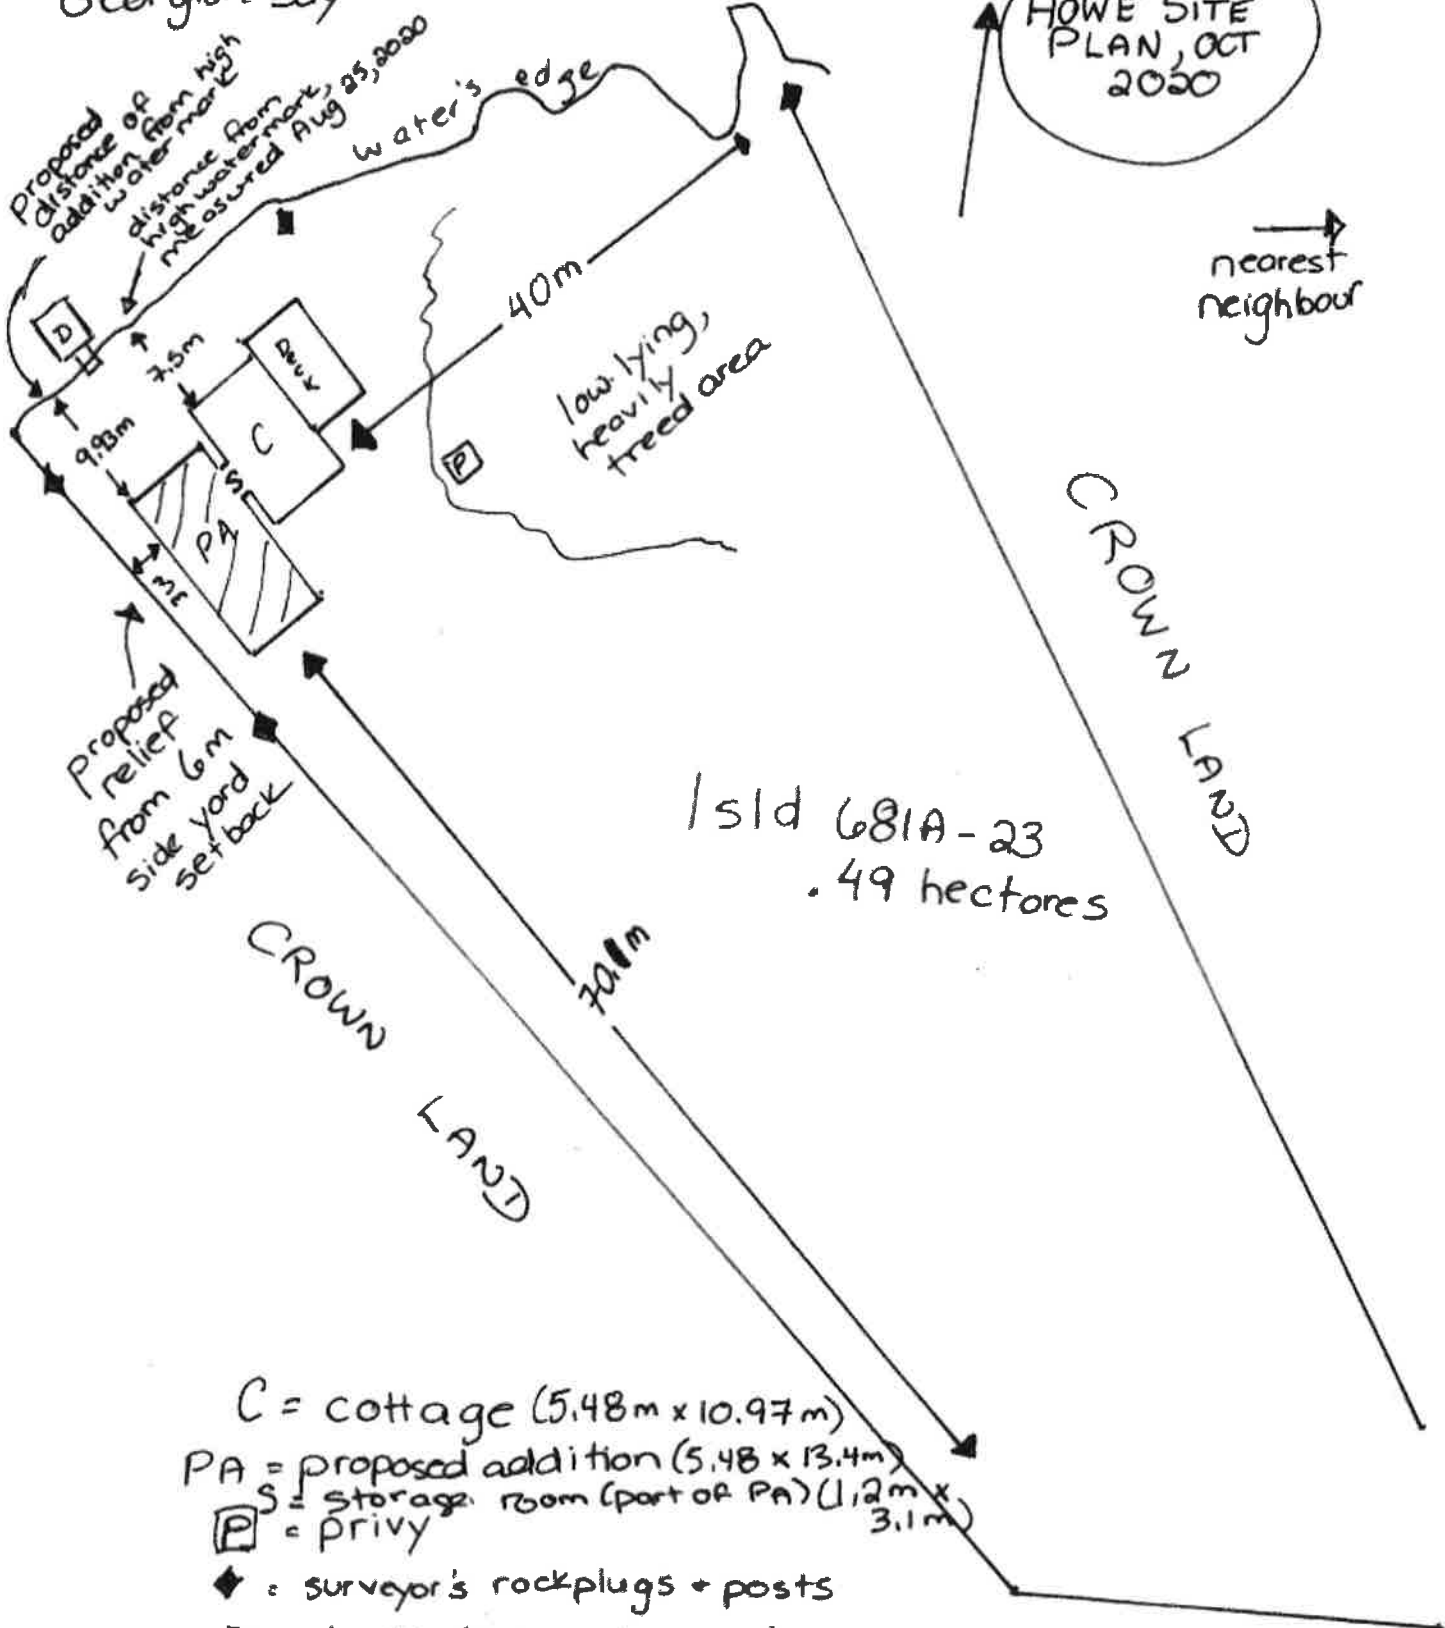 HOWE SITE
PLAN, OCT
2020
proposed
distance of
addition from high
water mark
distance from
high water mark,
measured Aug 25, 2020
water's edge
nearest
neighbour
D
7.5m
Deck
C
40m
low-lying,
heavily
treed area
P
9.93m
S
PA
3m
proposed
relief
from 6m
side yard
setback
CROWN LAND
Isld 681A-23
.49 hectares
70.1m
CROWN LAND
C = cottage (5.48m x 10.97m)
PA = proposed addition (5.48 x 13.4m)
S = storage room (part of PA) (1.2m x
3.1m)
P = privy
= surveyor's rockplugs + posts